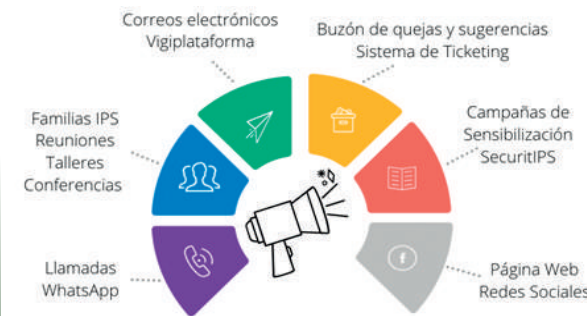 Correos electrónicos
Vigiplataforma
Buzón de quejas y sugerencias
Sistema de Ticketing
Familias IPS
Reuniones
Talleres
Conferencias
Campañas de
Sensibilización
SecuritIPS
Llamadas
WhatsApp
Página Web
Redes Sociales